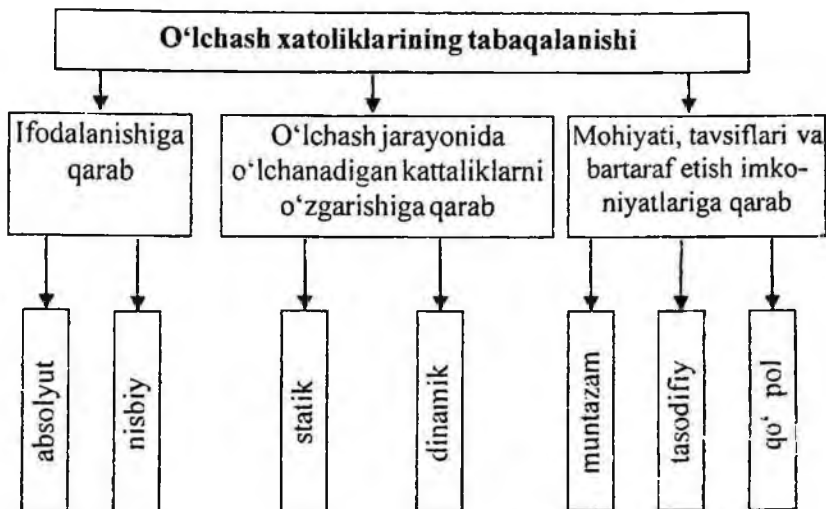 O‘lchash xatoliklarining tabaqalanishi
Ifodalanishiga
qarab
O‘lchash jarayonida
o‘lchanadigan kattaliklarni
o‘zgarishiga qarab
Mohiyati, tavsiflari va
bartaraf etish imko-
niyatlariga qarab
absolyut
nisbiy
statik
dinamik
muntazam
tasodifiy
qo‘ pol